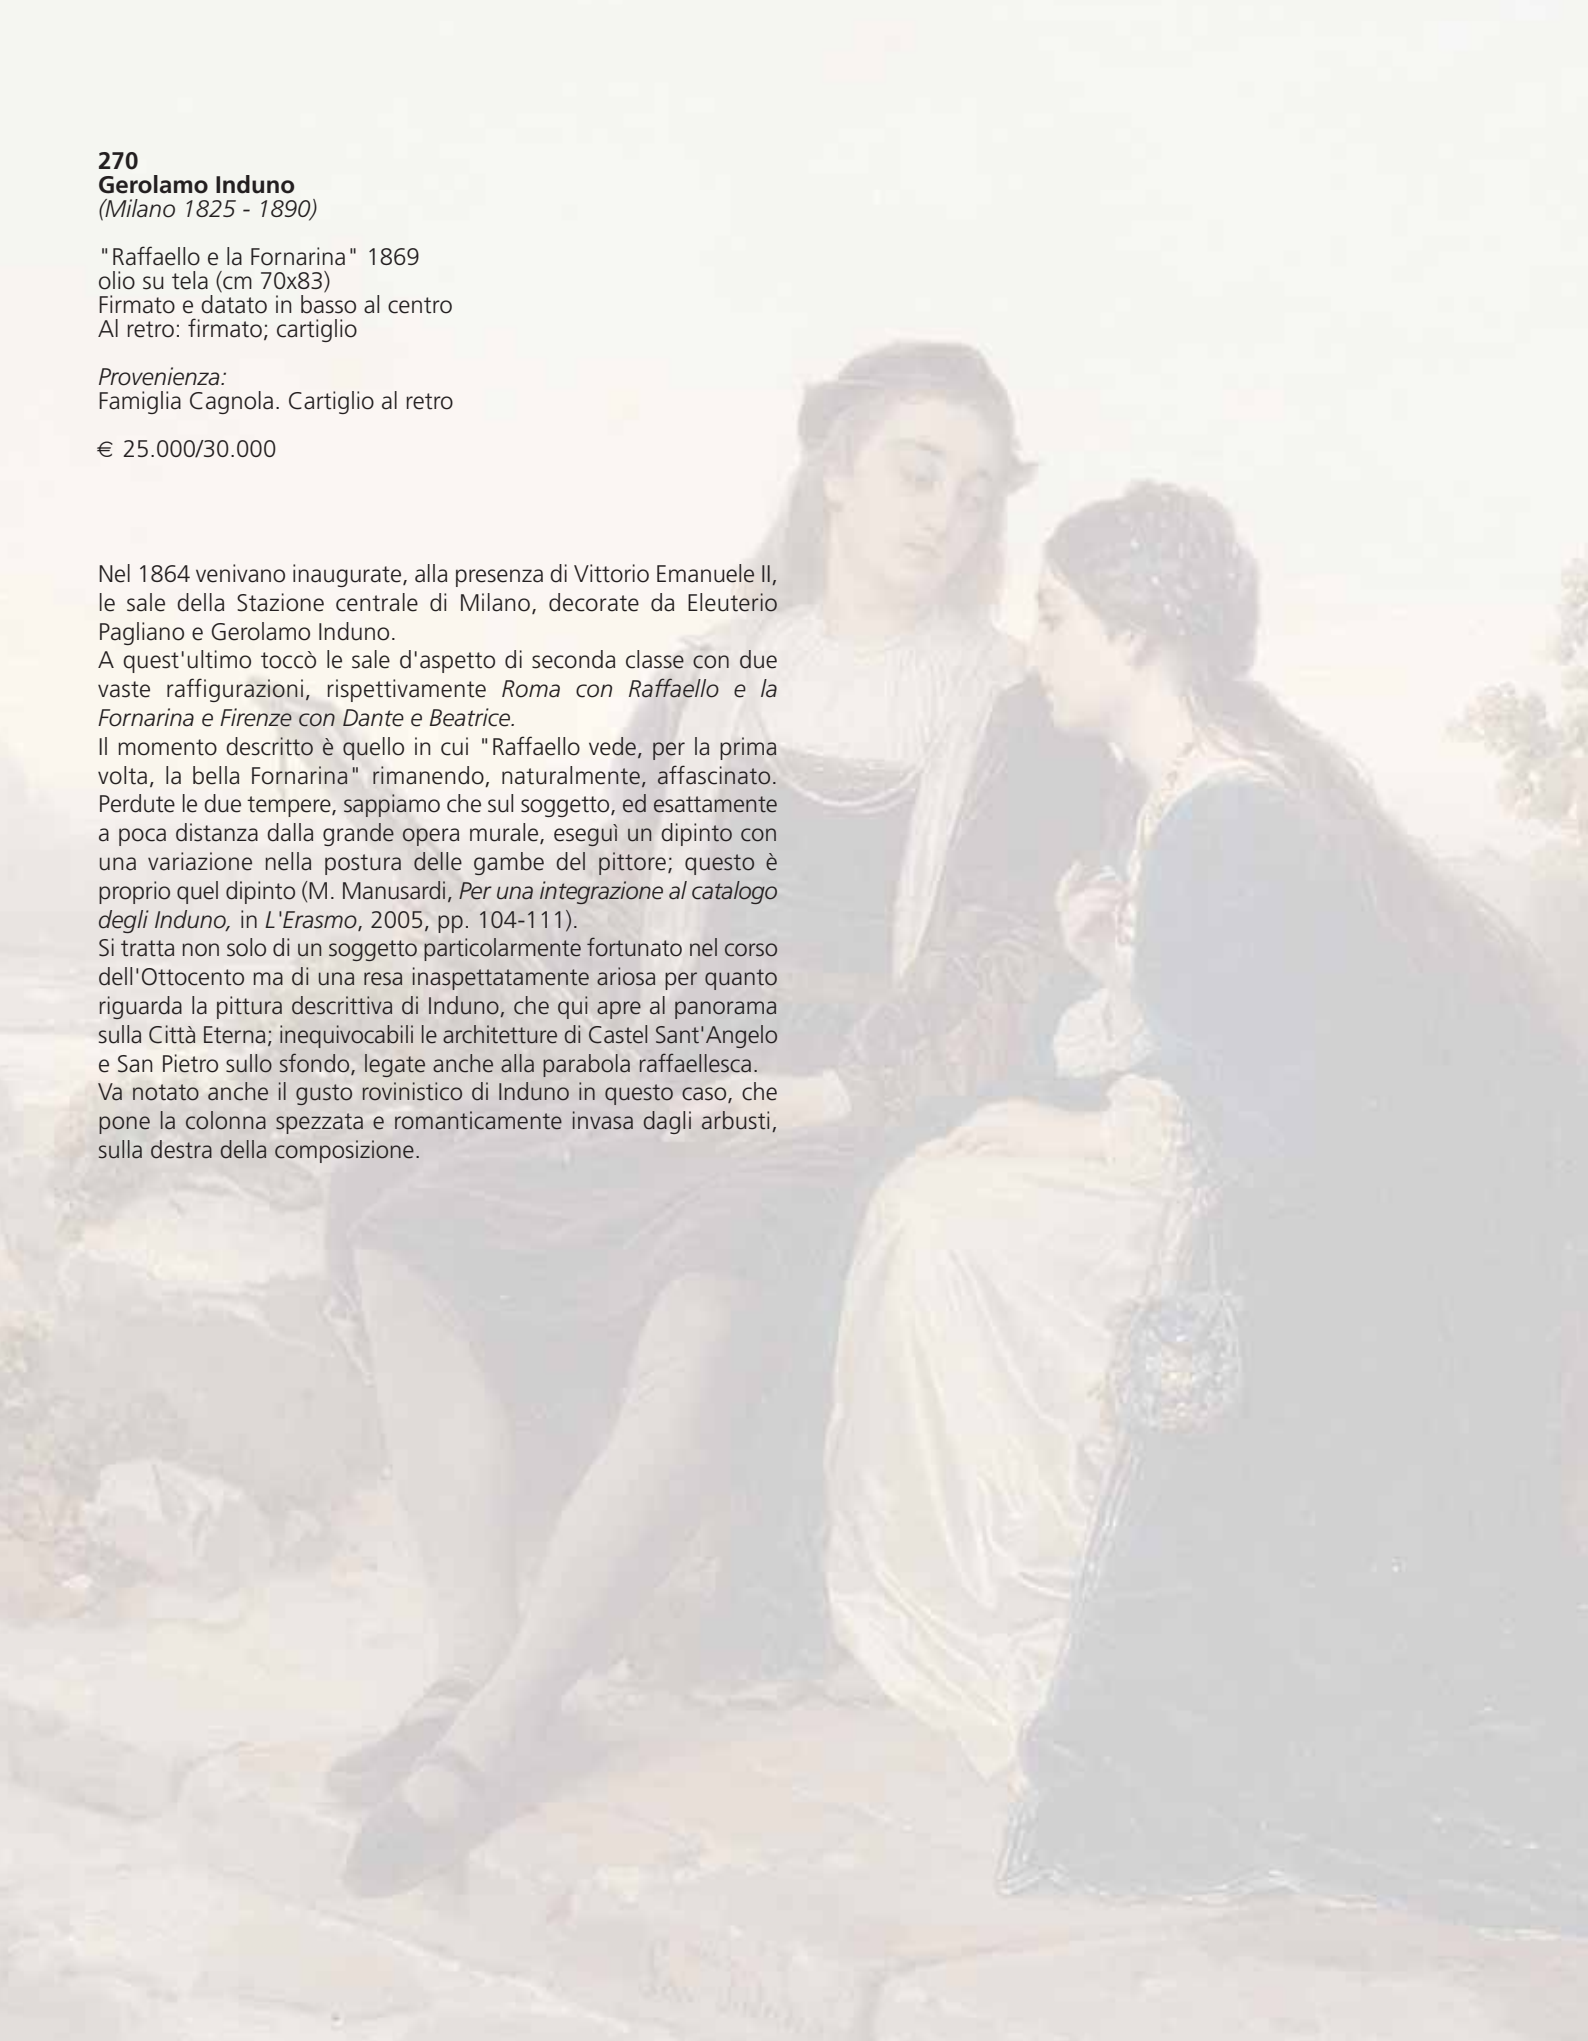 270
Gerolamo Induno
(Milano 1825 - 1890)
"Raffaello e la Fornarina" 1869
olio su tela (cm 70x83)
Firmato e datato in basso al centro
Al retro: firmato; cartiglio
Provenienza:
Famiglia Cagnola. Cartiglio al retro
€ 25.000/30.000
Nel 1864 venivano inaugurate, alla presenza di Vittorio Emanuele II,
le sale della Stazione centrale di Milano, decorate da Eleuterio
Pagliano e Gerolamo Induno.
A quest'ultimo toccò le sale d'aspetto di seconda classe con due
vaste raffigurazioni, rispettivamente Roma con Raffaello e la
Fornarina e Firenze con Dante e Beatrice.
Il momento descritto è quello in cui "Raffaello vede, per la prima
volta, la bella Fornarina" rimanendo, naturalmente, affascinato.
Perdute le due tempere, sappiamo che sul soggetto, ed esattamente
a poca distanza dalla grande opera murale, eseguì un dipinto con
una variazione nella postura delle gambe del pittore; questo è
proprio quel dipinto (M. Manusardi, Per una integrazione al catalogo
degli Induno, in L'Erasmo, 2005, pp. 104-111).
Si tratta non solo di un soggetto particolarmente fortunato nel corso
dell'Ottocento ma di una resa inaspettatamente ariosa per quanto
riguarda la pittura descrittiva di Induno, che qui apre al panorama
sulla Città Eterna; inequivocabili le architetture di Castel Sant'Angelo
e San Pietro sullo sfondo, legate anche alla parabola raffaellesca.
Va notato anche il gusto rovinistico di Induno in questo caso, che
pone la colonna spezzata e romanticamente invasa dagli arbusti,
sulla destra della composizione.